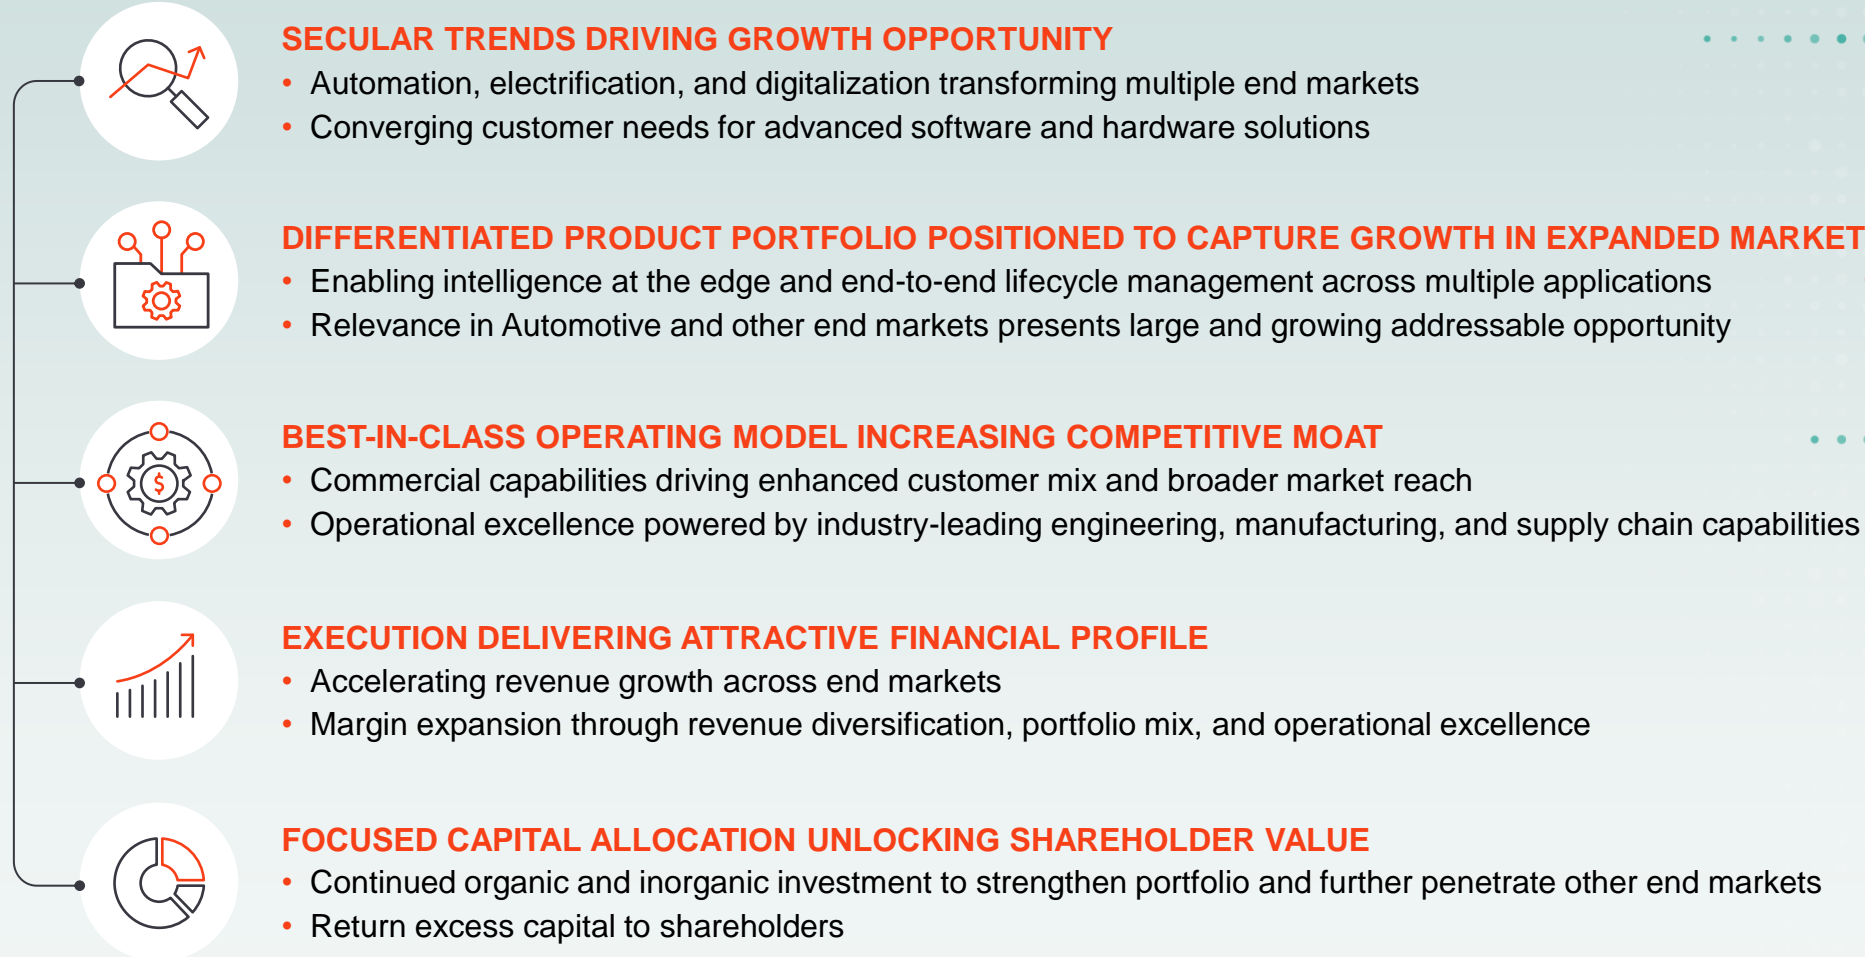 SECULAR TRENDS DRIVING GROWTH OPPORTUNITY
• Automation, electrification, and digitalization transforming multiple end markets
• Converging customer needs for advanced software and hardware solutions
DIFFERENTIATED PRODUCT PORTFOLIO POSITIONED TO CAPTURE GROWTH IN EXPANDED MARKET
• Enabling intelligence at the edge and end-to-end lifecycle management across multiple applications
• Relevance in Automotive and other end markets presents large and growing addressable opportunity
BEST-IN-CLASS OPERATING MODEL INCREASING COMPETITIVE MOAT
• Commercial capabilities driving enhanced customer mix and broader market reach
• Operational excellence powered by industry-leading engineering, manufacturing, and supply chain capabilities
$
EXECUTION DELIVERING ATTRACTIVE FINANCIAL PROFILE
• Accelerating revenue growth across end markets
• Margin expansion through revenue diversification, portfolio mix, and operational excellence
FOCUSED CAPITAL ALLOCATION UNLOCKING SHAREHOLDER VALUE
• Continued organic and inorganic investment to strengthen portfolio and further penetrate other end markets
• Return excess capital to shareholders